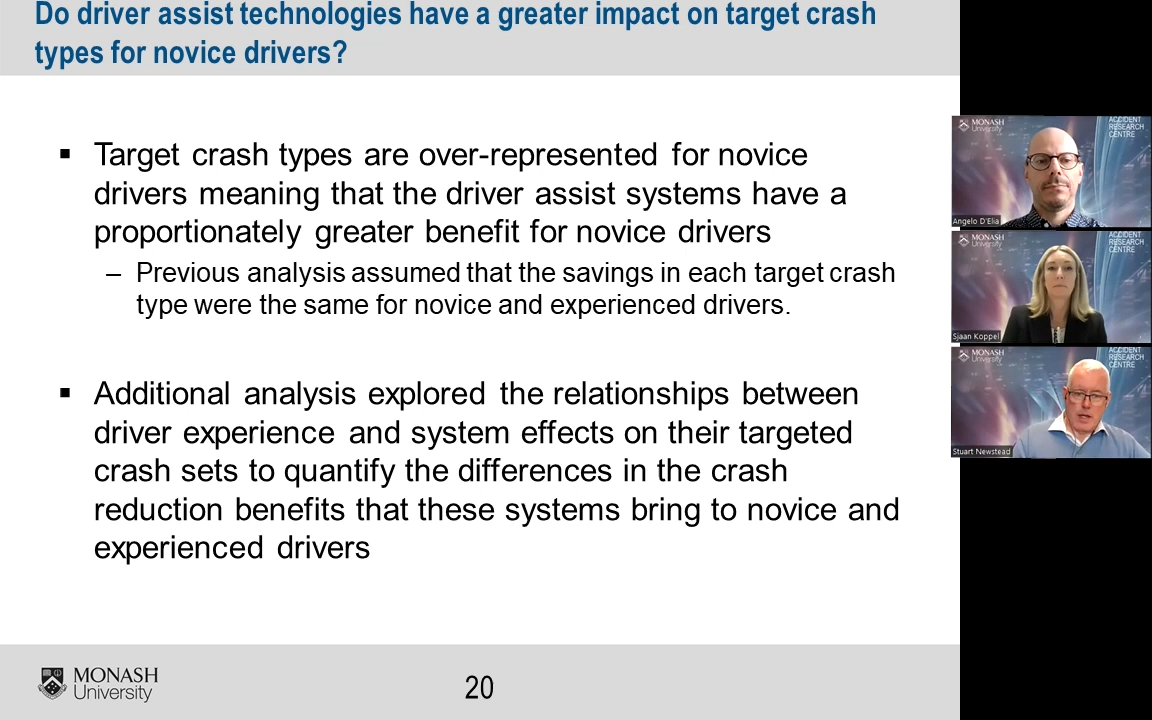 Do driver assist technologies have a greater impact on target crash
types for novice drivers?
▪ Target crash types are over-represented for novice
drivers meaning that the driver assist systems have a
proportionately greater benefit for novice drivers
– Previous analysis assumed that the savings in each target crash
type were the same for novice and experienced drivers.
▪ Additional analysis explored the relationships between
driver experience and system effects on their targeted
crash sets to quantify the differences in the crash
reduction benefits that these systems bring to novice and
experienced drivers
MONASH
University
20
MONASH
University
ACCIDENT
RESEARCH
CENTRE
Angelo D'Elia
MONASH
University
ACCIDENT
RESEARCH
CENTRE
Sjaan Koppel
MONASH
University
ACCIDENT
RESEARCH
CENTRE
Stuart Newstead